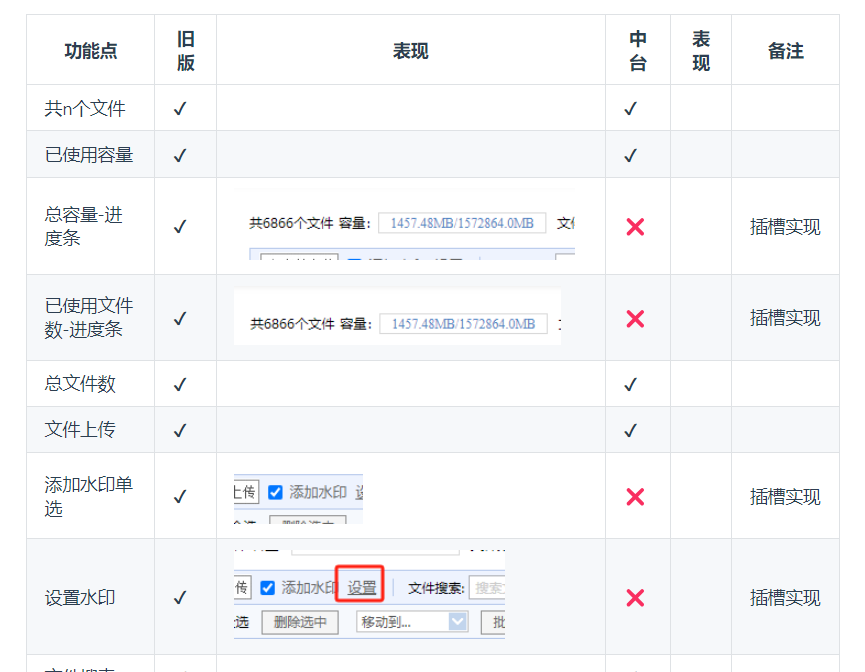 功能点 旧版 表现 中台 表现 备注
共n个文件 ✓ ✓
已使用容量 ✓ ✓
总容量-进度条 ✓ 共6866个文件 容量: 1457.48MB/1572864.0MB ❌ 插槽实现
已使用文件数-进度条 ✓ 共6866个文件 容量: 1457.48MB/1572864.0MB ❌ 插槽实现
总文件数 ✓ ✓
文件上传 ✓ ✓
添加水印单选 ✓ 上传 添加水印 ❌ 插槽实现
删除选中
设置水印 ✓ 传 添加水印 设置 文件搜索: 搜索 ❌ 插槽实现
选 删除选中 移动到... 批
文件搜索